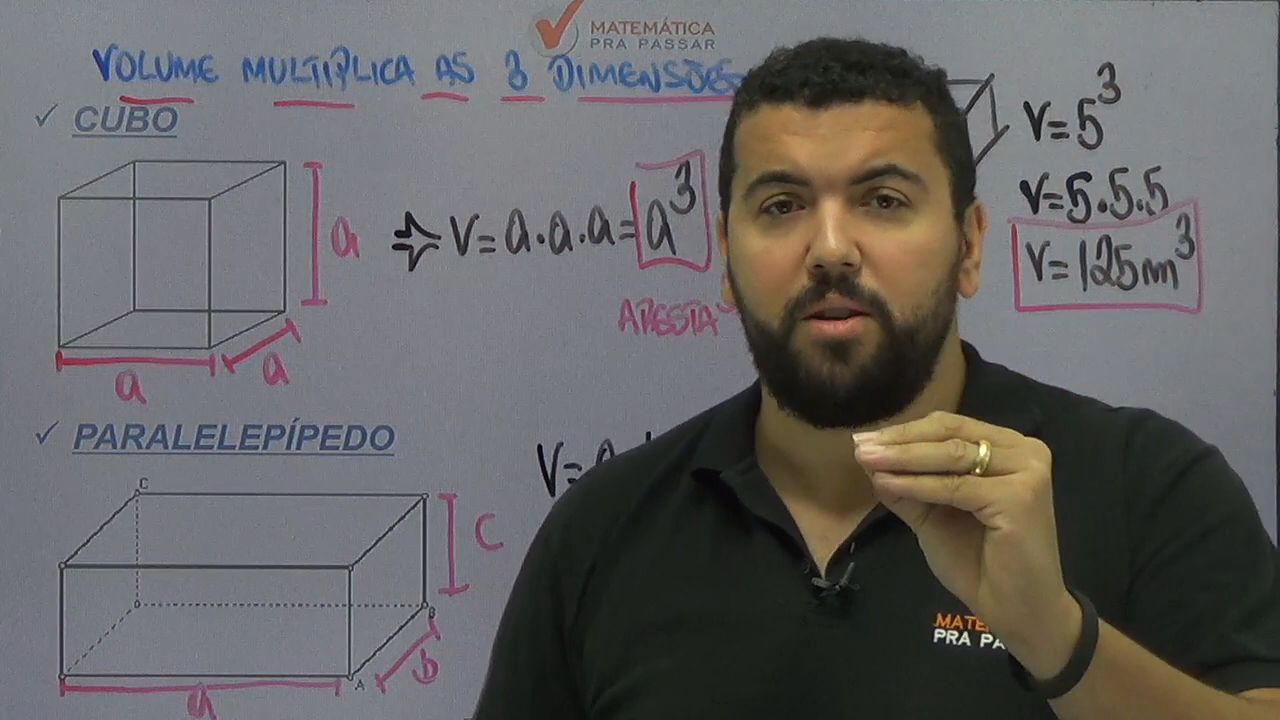 MATEMÁTICA
PRA PASSAR
VOLUME MULTIPLICA AS 3 DIMENSÕES
✓ CUBO
a
a
a
V = a.a.a = a³
ARESTA
V = 5³
V = 5.5.5
V = 125m³
✓ PARALELEPÍPEDO
C
c
B
b
A
a
V = a
MATE
PRA PA